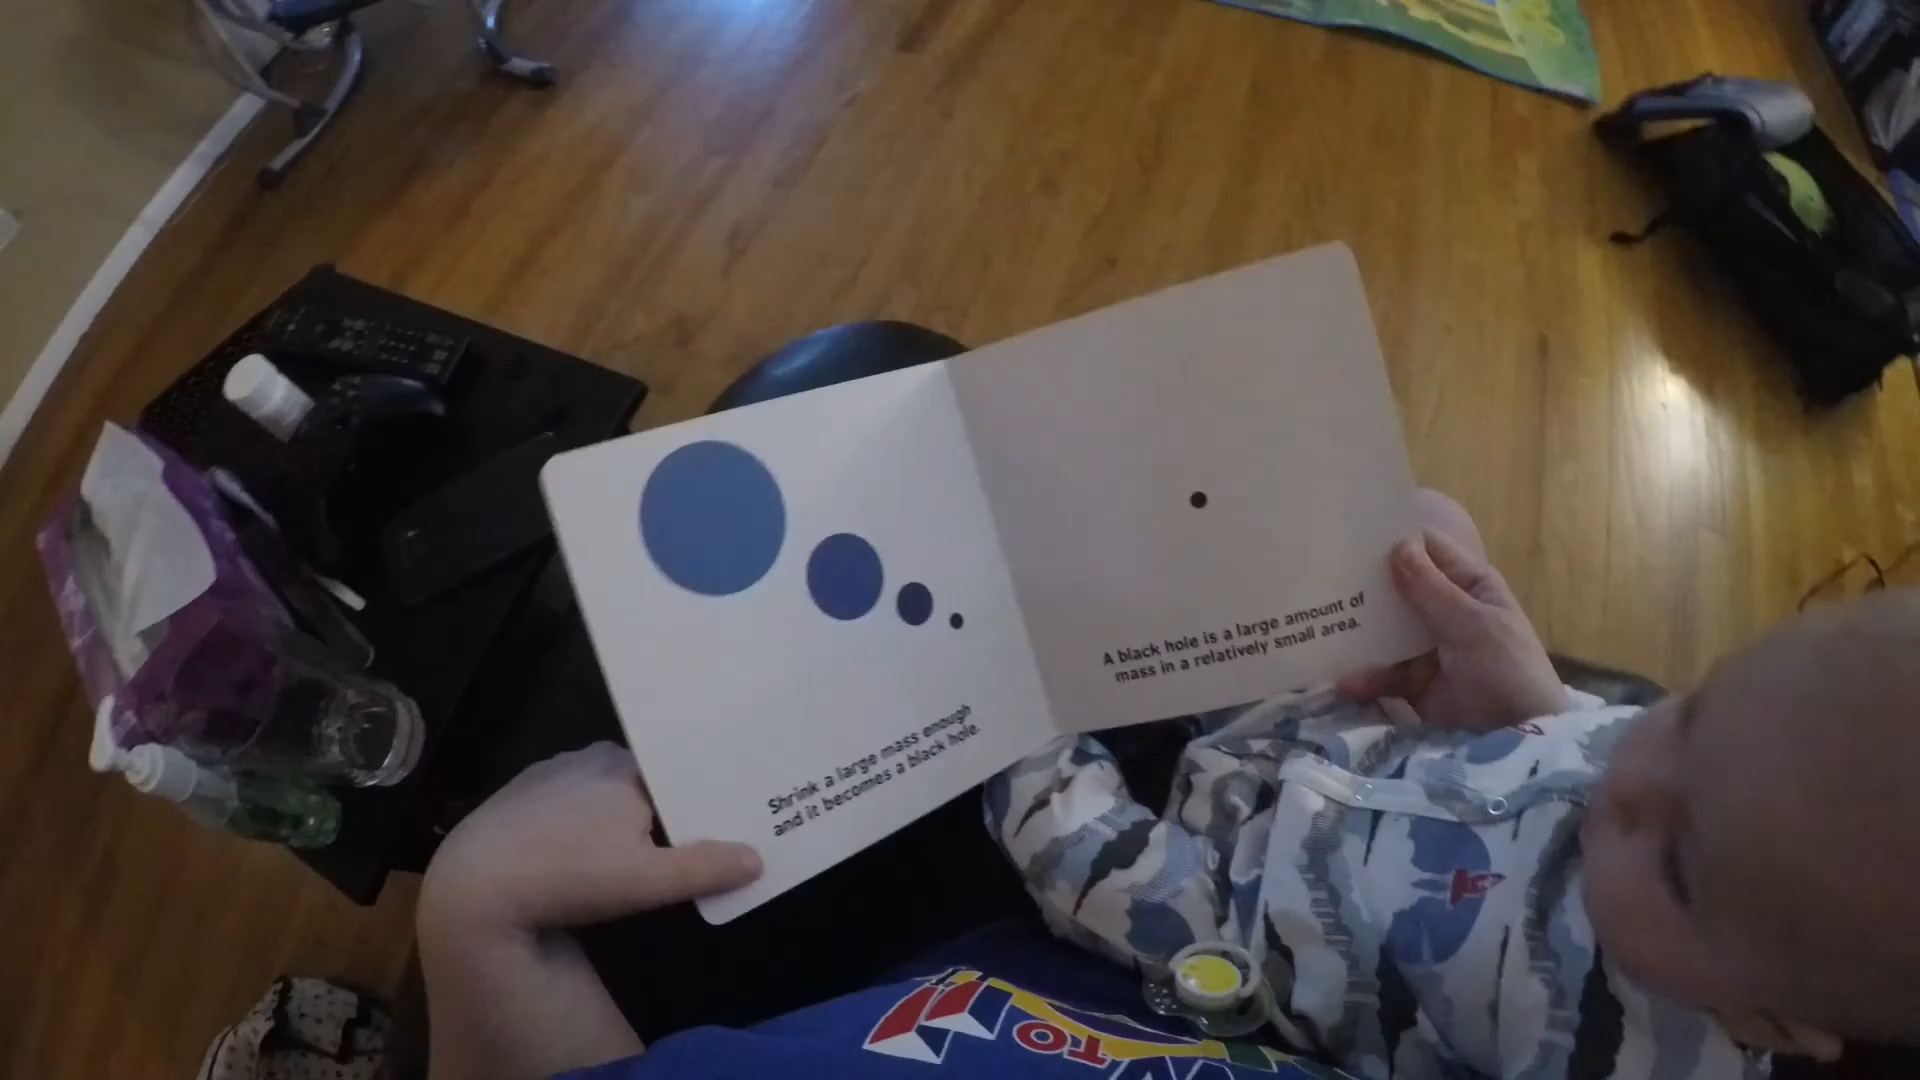 Shrink a large mass enough
and it becomes a black hole.
A black hole is a large amount of
mass in a relatively small area.
TO